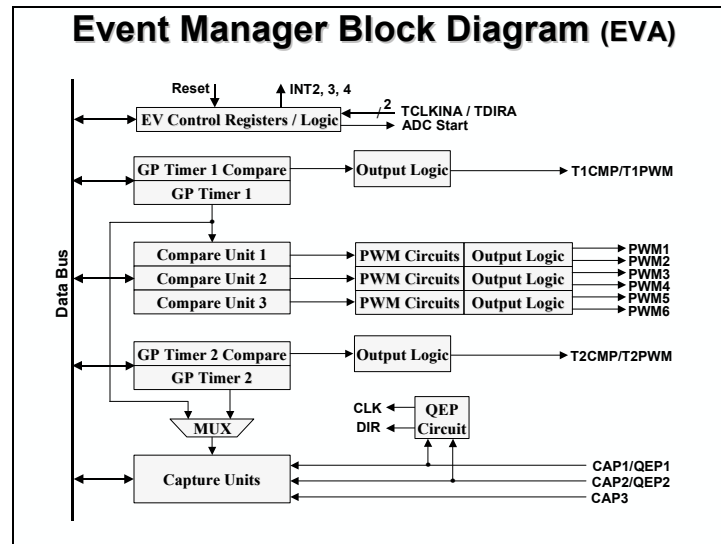 Event Manager Block Diagram (EVA)
Reset
INT2, 3, 4
2
TCLKINA / TDIRA
EV Control Registers / Logic
ADC Start
GP Timer 1 Compare
Output Logic
T1CMP/T1PWM
GP Timer 1
Data Bus
Compare Unit 1
PWM Circuits
Output Logic
PWM1
PWM2
Compare Unit 2
PWM Circuits
Output Logic
PWM3
PWM4
Compare Unit 3
PWM Circuits
Output Logic
PWM5
PWM6
GP Timer 2 Compare
Output Logic
T2CMP/T2PWM
GP Timer 2
CLK
DIR
QEP
Circuit
MUX
Capture Units
CAP1/QEP1
CAP2/QEP2
CAP3